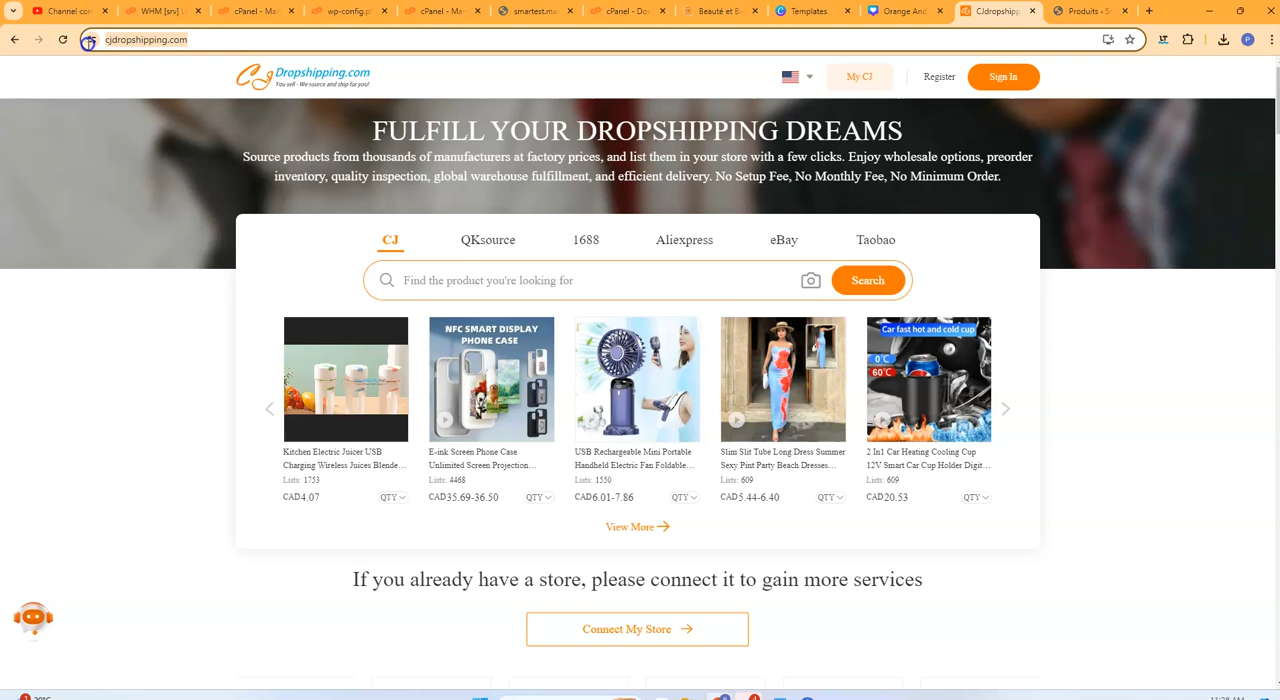 Channel con
WHM [srv] L
cPanel - Ma
wp-config.p
cPanel - Ma
smartest.ma
cPanel - Do
Beauté et B
Templates
Orange And
CJdropshipp
Produits ‹ S
cjdropshipping.com
CJ Dropshipping.com
You sell - We source and ship for you!
My CJ
Register
Sign In
FULFILL YOUR DROPSHIPPING DREAMS
Source products from thousands of manufacturers at factory prices, and list them in your store with a few clicks. Enjoy wholesale options, preorder
inventory, quality inspection, global warehouse fulfillment, and efficient delivery. No Setup Fee, No Monthly Fee, No Minimum Order.
CJ
QKsource
1688
Aliexpress
eBay
Taobao
Find the product you're looking for
Search
NFC SMART DISPLAY
PHONE CASE
Car fast hot and cold cup
0°C
60°C
Kitchen Electric Juicer USB
Charging Wireless Juices Blende...
Lists: 1753
CAD4.07
QTY
E-ink Screen Phone Case
Unlimited Screen Projection...
Lists: 4468
CAD35.69-36.50
QTY
USB Rechargeable Mini Portable
Handheld Electric Fan Foldable...
Lists: 1550
CAD6.01-7.86
QTY
Slim Slit Tube Long Dress Summer
Sexy Pint Party Beach Dresses...
Lists: 609
CAD5.44-6.40
QTY
2 In1 Car Heating Cooling Cup
12V Smart Car Cup Holder Digit...
Lists: 609
CAD20.53
QTY
View More
If you already have a store, please connect it to gain more services
Connect My Store